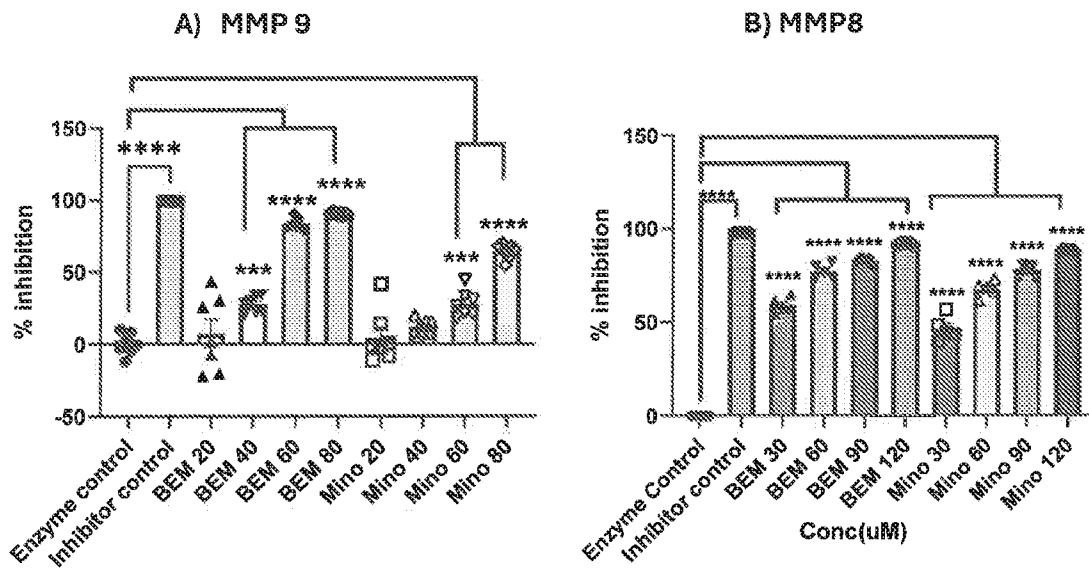 A) MMP 9
% inhibition
150
100
50
0
-50
****
***
****
****
***
****
Enzyme control
Inhibitor control
BEM 20
BEM 40
BEM 60
BEM 80
Mino 20
Mino 40
Mino 60
Mino 80
B) MMP8
% inhibition
150
100
50
0
****
****
****
****
****
****
****
****
****
Enzyme Control
Inhibitor control
BEM 30
BEM 60
BEM 90
BEM 120
Mino 30
Mino 60
Mino 90
Mino 120
Conc(uM)